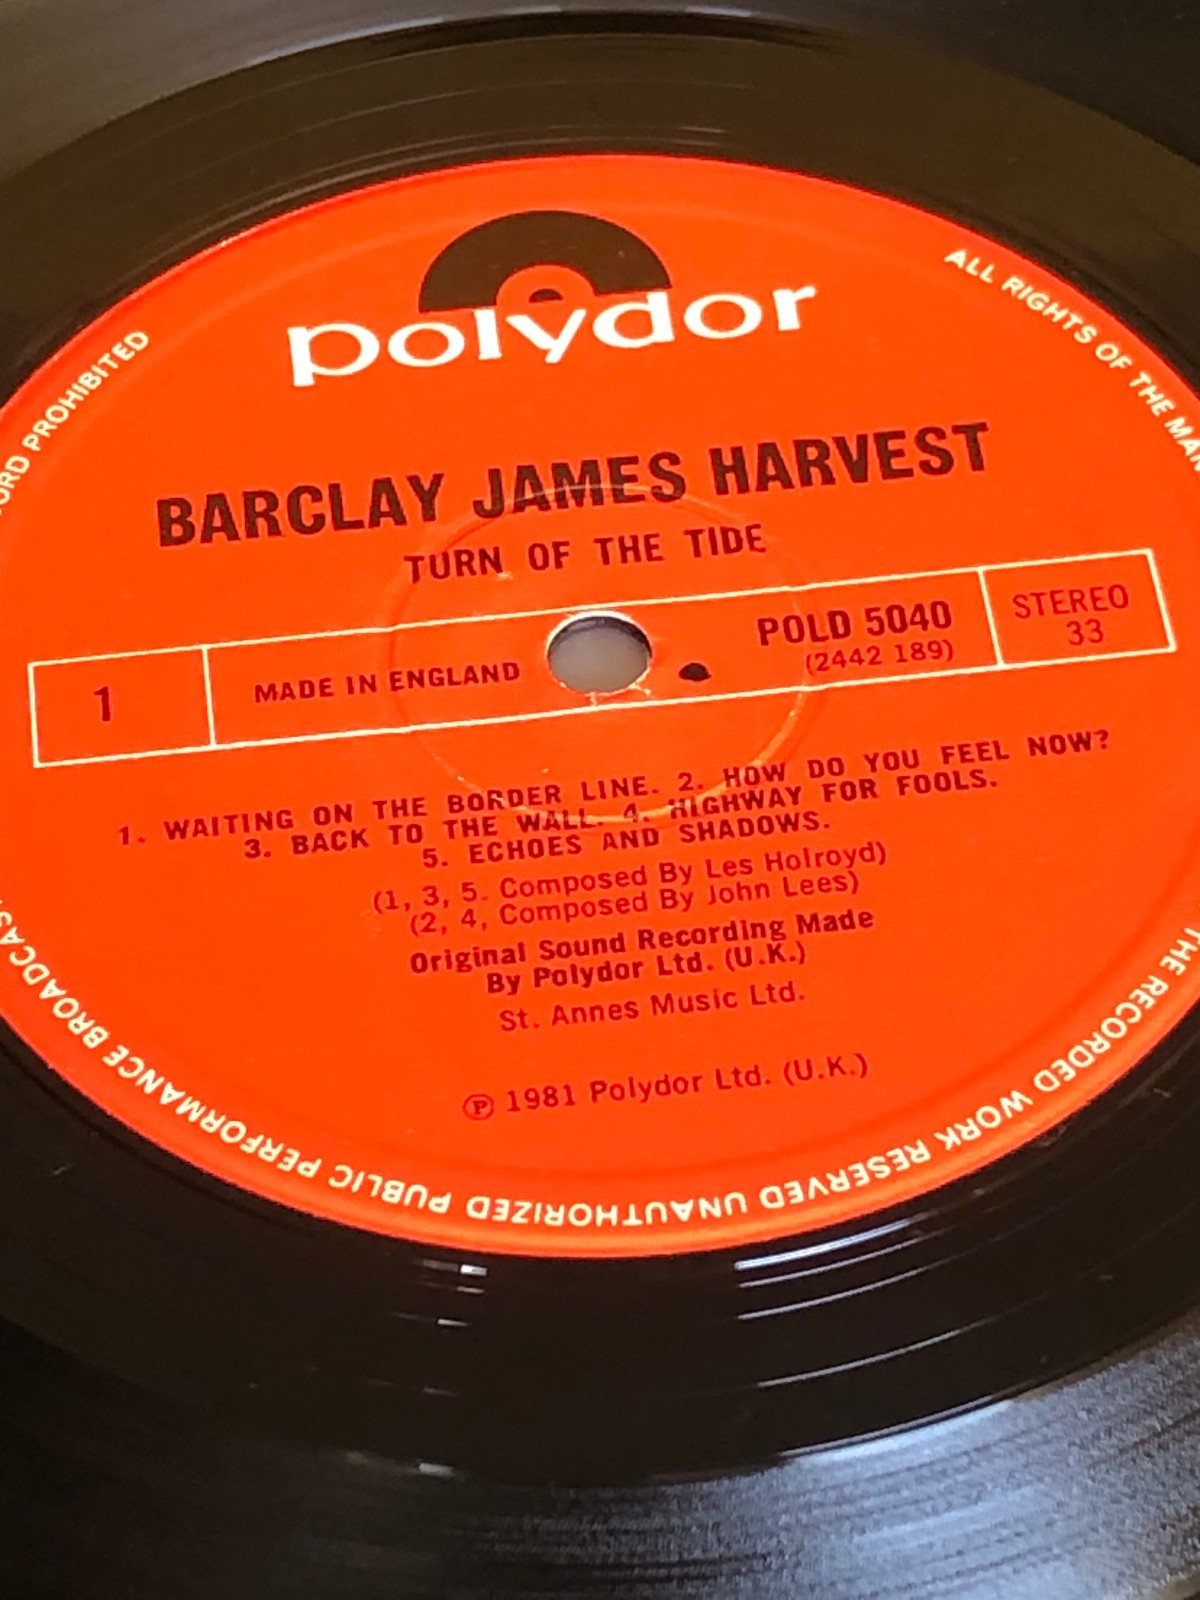 polydor
BARCLAY JAMES HARVEST
TURN OF THE TIDE
1
MADE IN ENGLAND
POLD 5040
(2442 189)
STEREO
33
1. WAITING ON THE BORDER LINE. 2. HOW DO YOU FEEL NOW?
3. BACK TO THE WALL. 4. HIGHWAY FOR FOOLS.
5. ECHOES AND SHADOWS.
(1, 3, 5. Composed By Les Holroyd)
(2, 4, Composed By John Lees)
Original Sound Recording Made
By Polydor Ltd. (U.K.)
St. Annes Music Ltd.
℗ 1981 Polydor Ltd. (U.K.)
ALL RIGHTS OF THE
THE RECORDED WORK RESERVED UNAUTHORIZED PUBLIC PERFORMANCE
PROHIBITED